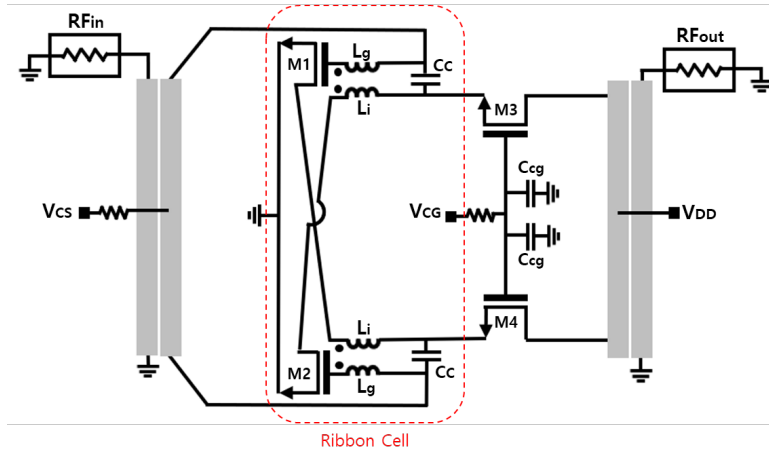 RFin
RFout
Lg
Cc
M1
Li
M3
Ccg
VCS
VCG
VDD
Ccg
Li
M4
M2
Lg
Cc
Ribbon Cell